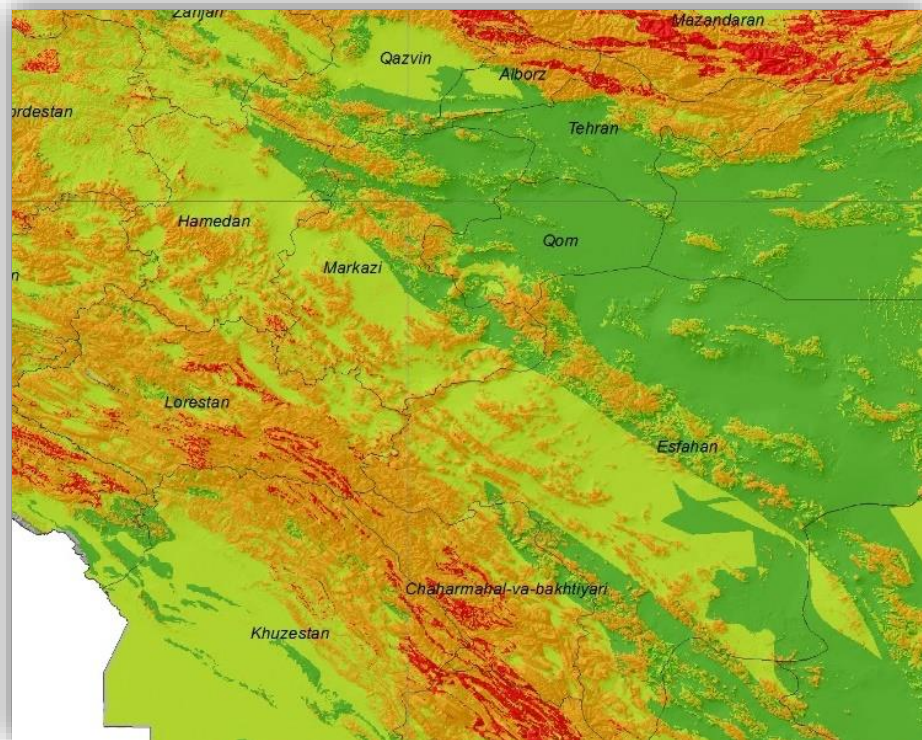 Zanjan
Mazandaran
Qazvin
Alborz
ordestan
Tehran
Hamedan
Qom
Markazi
n
Lorestan
Esfahan
Chaharmahal-va-bakhtiyari
Khuzestan